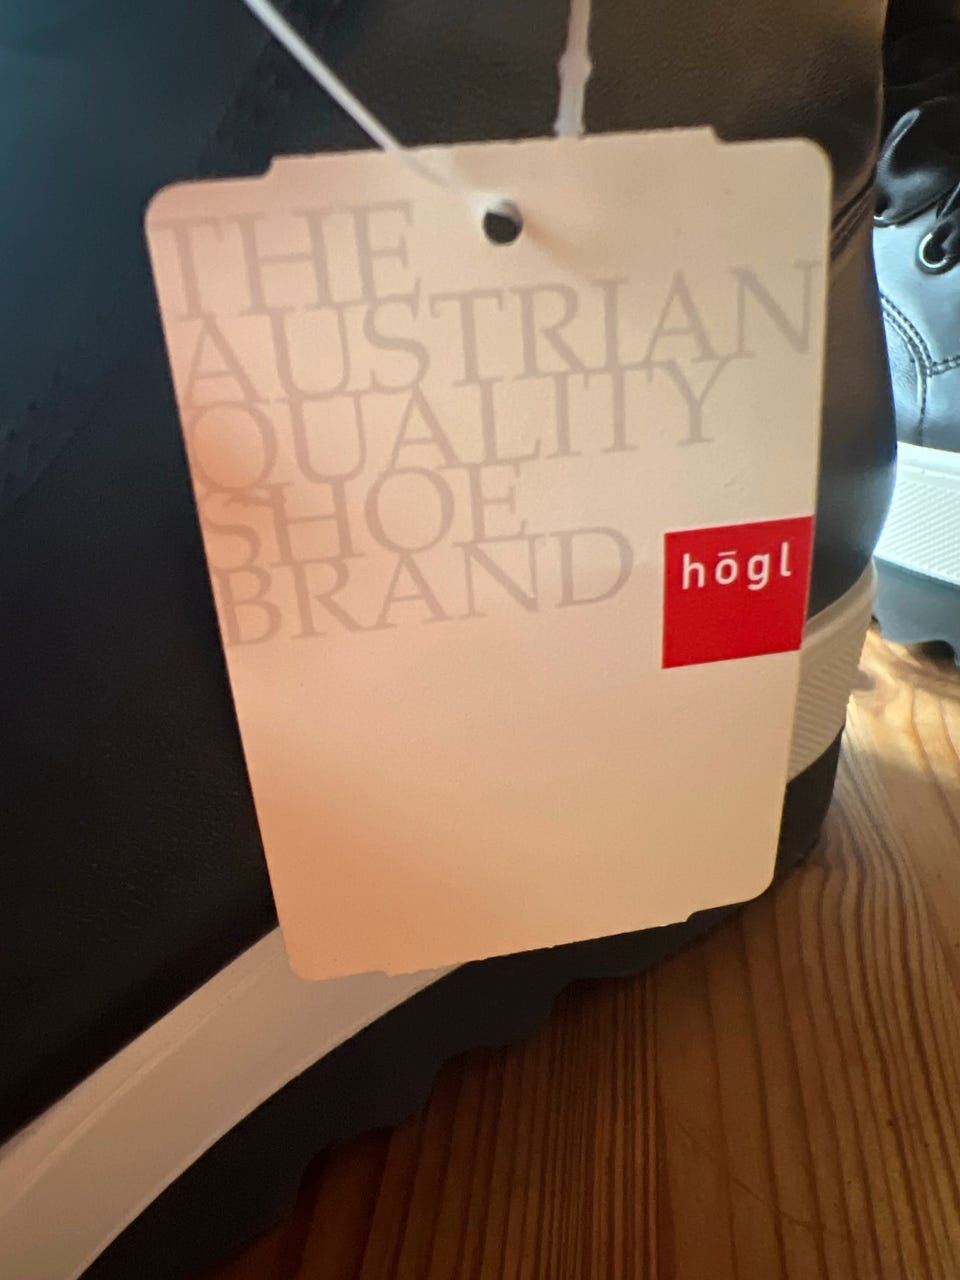 THE
AUSTRIAN
QUALITY
SHOE
BRAND
hōgl